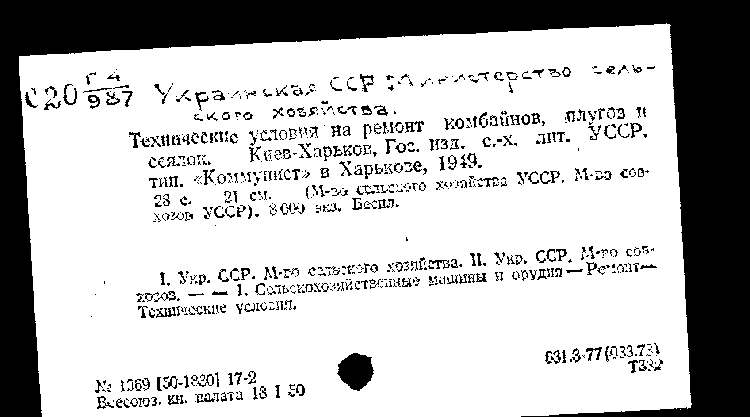 С20 Г 4/987 Украинская ССР Министерство сель-
ского хозяйства.
Технические условия на ремонт комбайнов, плугов и
сеялок. Киев-Харьков, Гос. изд. с.-х. лит. УССР,
тип. «Коммунист» в Харькове, 1949.
28 с. 21 см. (М-во сельского хозяйства УССР. М-во сов-
хозов УССР). 8000 экз. Беспл.
I. Укр. ССР. М-во сельского хозяйства. II. Укр. ССР. М-во сов-
хозов. — — 1. Сельскохозяйственные машины и орудия — Ремонт —
Технические условия.
631.3-77(083.73)
Т382
№ 1369 [50-1830] 17-2
Всесоюз. кн. палата 18 I 50